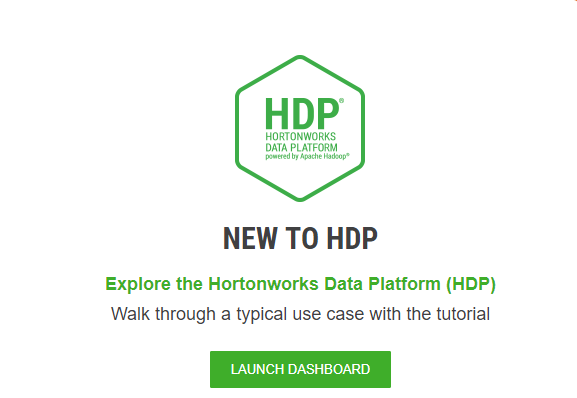 HDP®
HORTONWORKS
DATA PLATFORM
powered by Apache Hadoop®
NEW TO HDP
Explore the Hortonworks Data Platform (HDP)
Walk through a typical use case with the tutorial
LAUNCH DASHBOARD